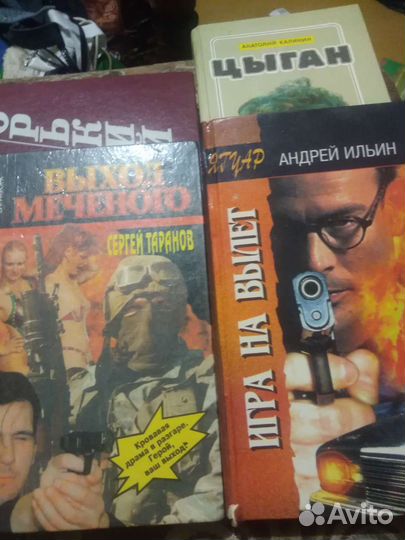 АНАТОЛИЙ КАЛИНИН
ЦЫГАН
ЯГУАР
АНДРЕЙ ИЛЬИН
ИГРА НА ВЫЛЕТ
ВЫХОД
МЕЧЕНОГО
СЕРГЕЙ ТАРАНОВ
Кровавая
драма в разгаре.
Герой,
ваш выход!
Avito